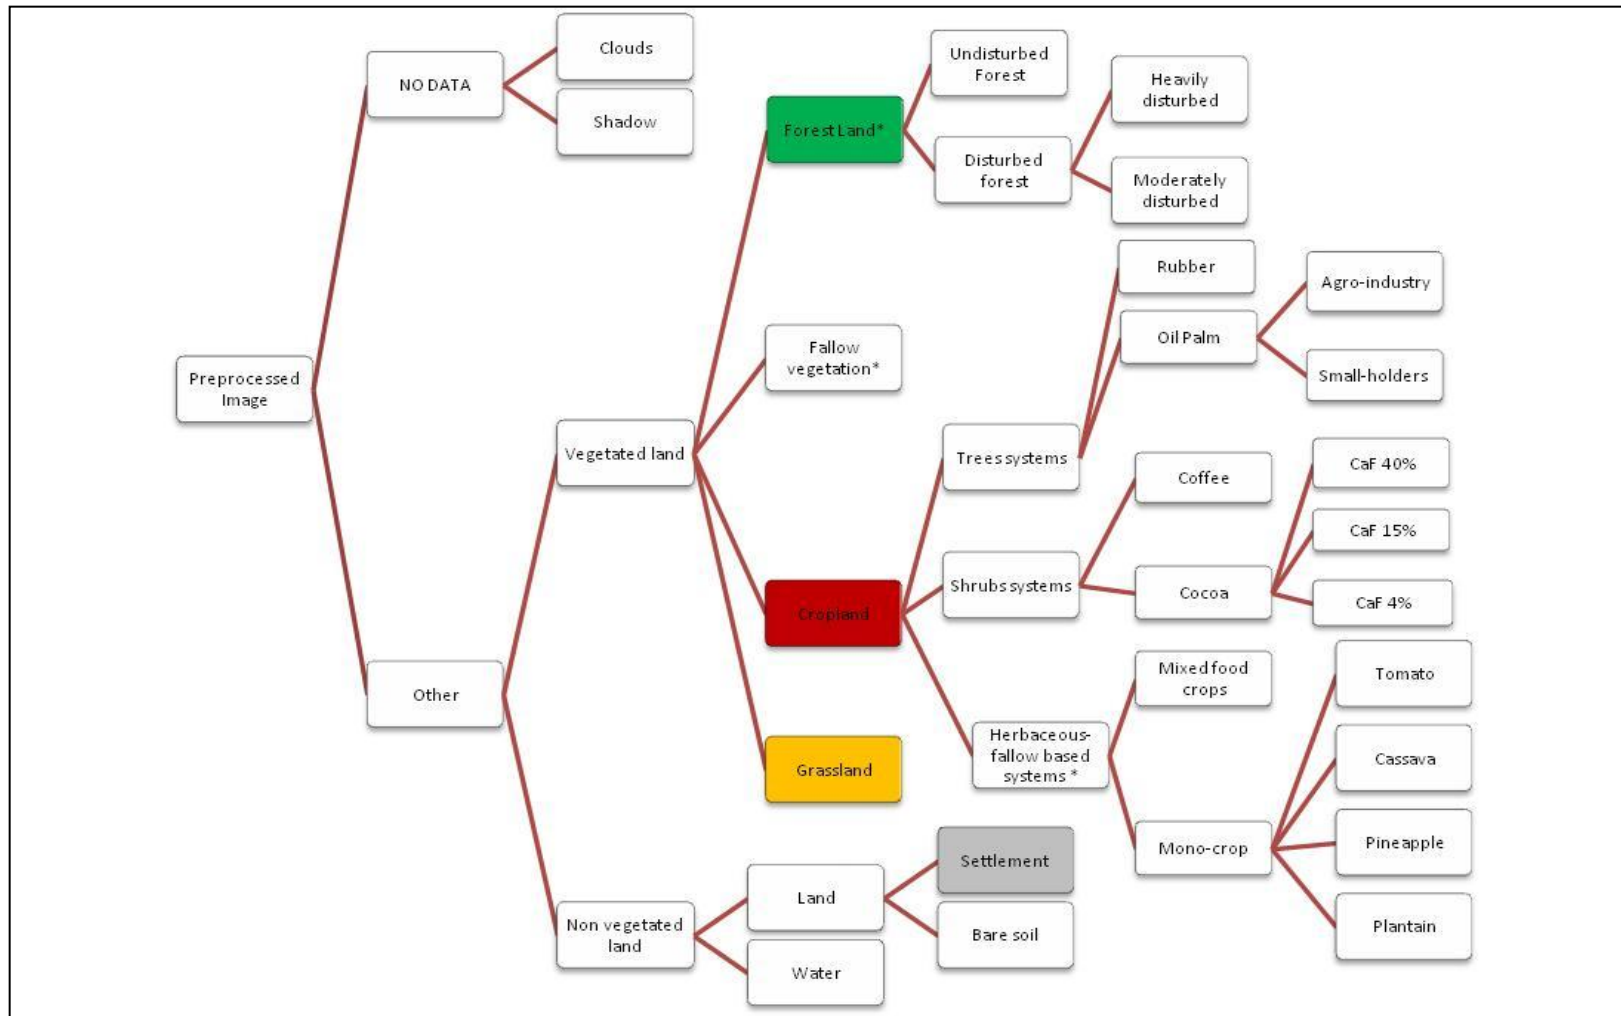 Preprocessed
Image
NO DATA
Clouds
Shadow
Other
Vegetated land
Forest Land*
Undisturbed
Forest
Disturbed
forest
Heavily
disturbed
Moderately
disturbed
Fallow
vegetation*
Cropland
Trees systems
Rubber
Oil Palm
Agro-industry
Small-holders
Shrubs systems
Coffee
Cocoa
CaF 40%
CaF 15%
CaF 4%
Herbaceous-
fallow based
systems *
Mixed food
crops
Mono-crop
Tomato
Cassava
Pineapple
Plantain
Grassland
Non vegetated
land
Land
Settlement
Bare soil
Water